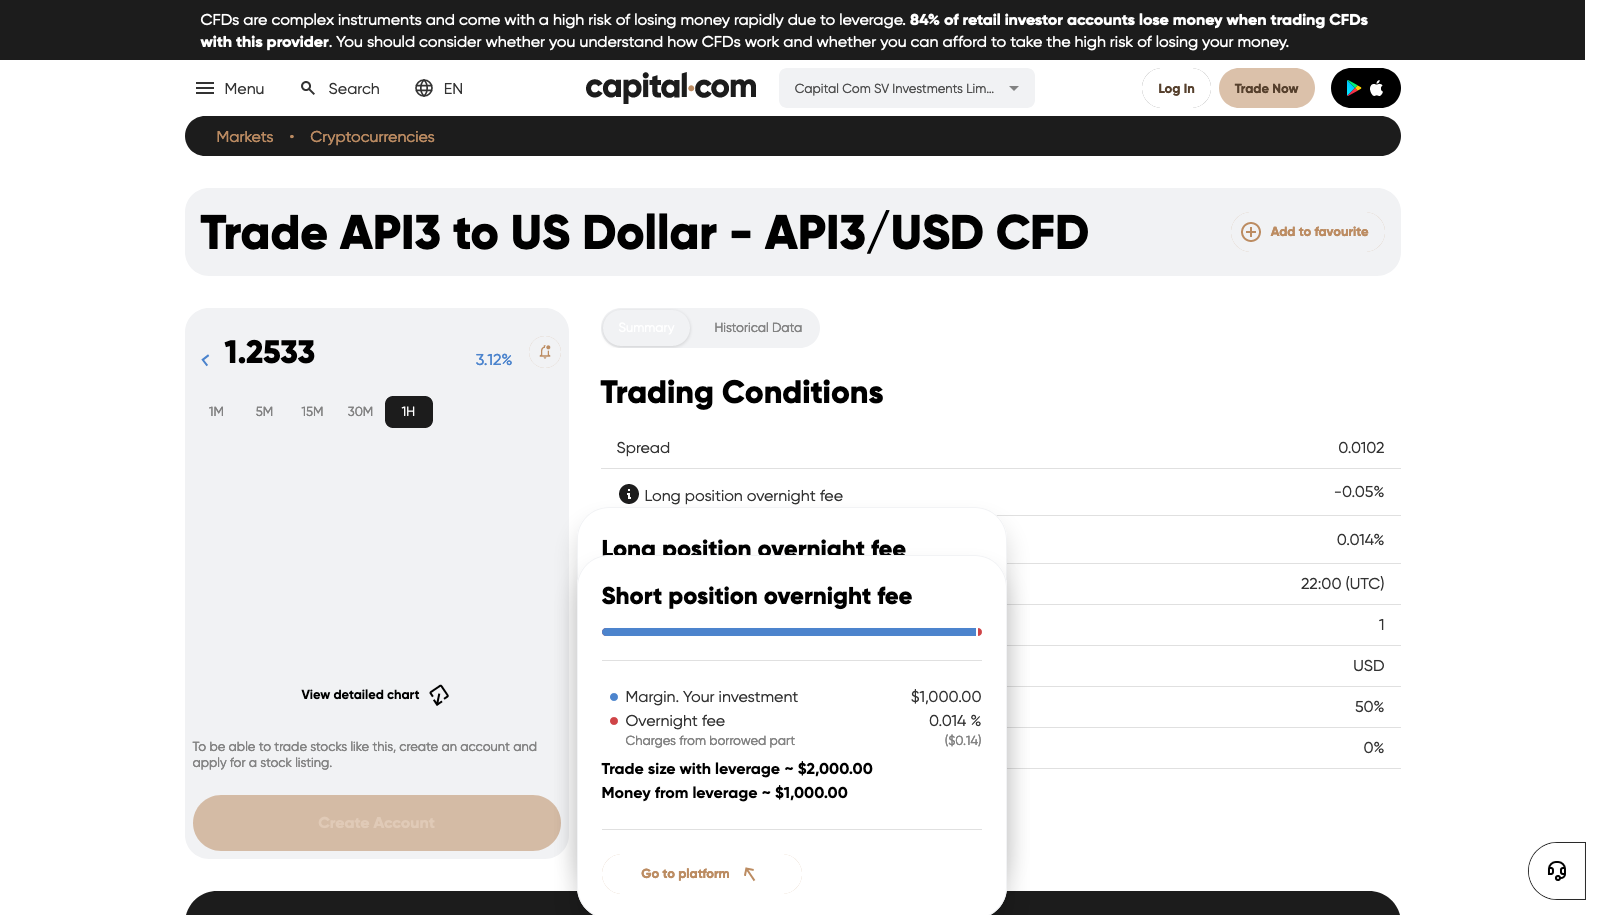 CFDs are complex instruments and come with a high risk of losing money rapidly due to leverage. 84% of retail investor accounts lose money when trading CFDs
with this provider. You should consider whether you understand how CFDs work and whether you can afford to take the high risk of losing your money.
Menu
Search
EN
capital.com
Capital Com SV Investments Lim...
Log In
Trade Now
Markets • Cryptocurrencies
Trade API3 to US Dollar - API3/USD CFD
Add to favourite
1.2533
3.12%
1M 5M 15M 30M 1H
View detailed chart
To be able to trade stocks like this, create an account and
apply for a stock listing.
Create Account
Summary
Historical Data
Trading Conditions
Spread 0.0102
Long position overnight fee -0.05%
0.014%
22:00 (UTC)
1
USD
50%
0%
Long position overnight fee
Short position overnight fee
Margin. Your investment $1,000.00
Overnight fee 0.014 %
Charges from borrowed part ($0.14)
Trade size with leverage ~ $2,000.00
Money from leverage ~ $1,000.00
Go to platform